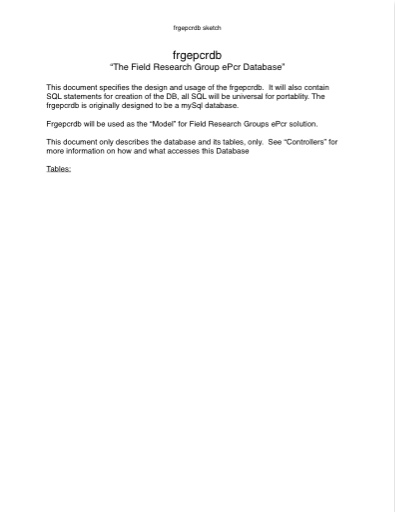 frgepcrdb sketch
frgepcrdb
“The Field Research Group ePcr Database”
This document specifies the design and usage of the frgepcrdb.  It will also contain
SQL statements for creation of the DB, all SQL will be universal for portablity. The
frgepcrdb is originally designed to be a mySql database.
Frgepcrdb will be used as the “Model” for Field Research Groups ePcr solution.
This document only describes the database and its tables, only.  See “Controllers” for
more information on how and what accesses this Database
Tables: